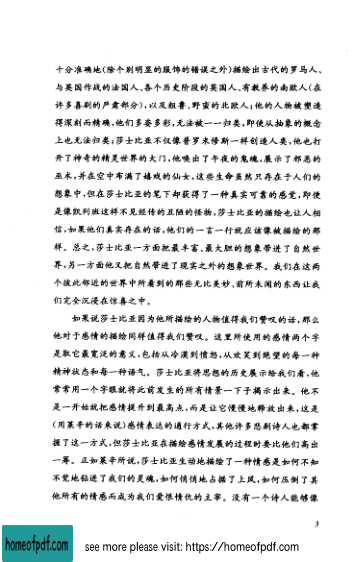 十分准确地(除个别明显的服饰的错误之外)描绘出古代的罗马人、
与英国作战的法国人、各个历史阶段的英国人、有教养的南欧人(在
许多喜剧的严肃部分),以及粗鲁、野蛮的北欧人;他的人物被塑造
得深刻而精确,他们多姿多彩,无法被一一归类,即使从抽象的概念
上也无法归类;莎士比亚不仅像普罗米修斯一样创造人类,他也打
开了神奇的精灵世界的大门,他唤出了午夜的鬼魂,展示了邪恶的
巫术,并在空中布满了嬉戏的仙女,这些生命虽然只存在于人们的
想象中,但在莎士比亚的笔下却获得了一种真实可靠的感觉,即使
是像凯列班这样不见经传的丑陋的怪物,莎士比亚的描绘也让人相
信,如果他们真实存在的话,他们的一言一行就应该像被描绘的那
样。总之,莎士比亚一方面把最丰富、最大胆的想象带进了自然世
界,另一方面他又把自然带进了现实之外的想象世界。我们在这两
个彼此邻近的世界中所看到的那些无比美妙、前所未闻的东西让我
们完全沉浸在惊喜之中。
如果说莎士比亚因为他所描绘的人物值得我们赞叹的话,那么
他对于感情的描绘同样值得我们赞叹。这里所使用的感情两个字
是取它最宽泛的意义,包括从冷漠到愤怒,从欢笑到绝望的每一种
精神状态和每一种语气。莎士比亚将思想的历史展示给我们看,他
常常用一个字眼就将此前发生的所有情景一下子揭示出来。他不
是一开始就把感情提升到最高点,而是让它慢慢地释放出来,这是
(用莱辛的话来说)感情表达的通行方式,其他许多悲剧诗人也都掌
握了这一方式,但莎士比亚在描绘感情发展的过程时要比他们高出
一筹。正如莱辛所说,莎士比亚生动地描绘了一种情感是如何不知
不觉地钻进了我们的灵魂,如何悄悄地占据了上风,如何压倒了其
他所有的情感而成为我们爱恨情仇的主宰。没有一个诗人能够像
3
homeofpdf.com
see more please visit: https://homeofpdf.com